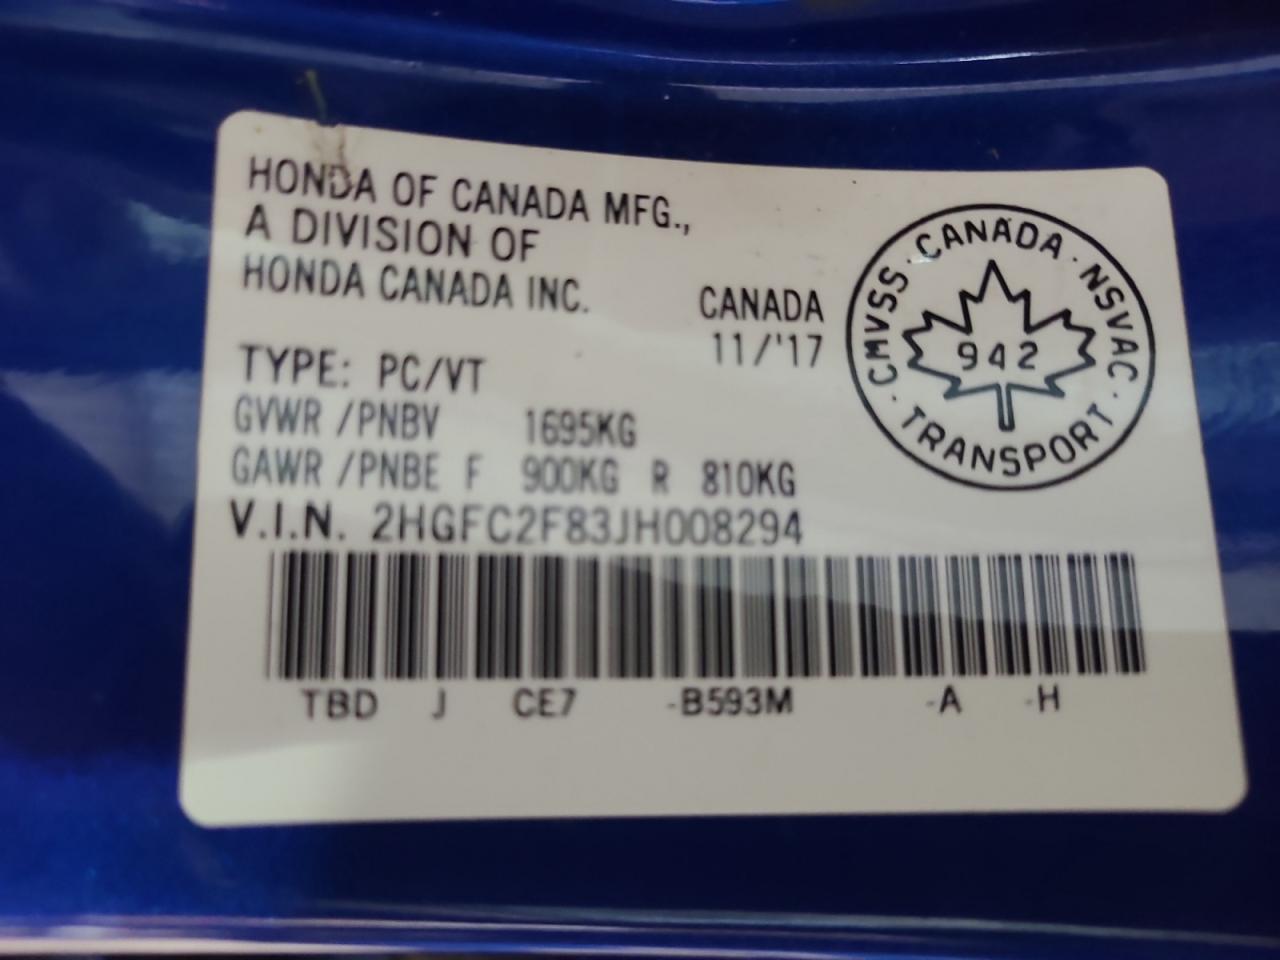 HONDA OF CANADA MFG.,
A DIVISION OF
HONDA CANADA INC.
CANADA
11/'17
CMVSS · CANADA · NSVAC · TRANSPORT ·
942
TYPE: PC/VT
GVWR /PNBV 1695KG
GAWR /PNBE F 900KG R 810KG
V.I.N. 2HGFC2F83JH008294
TBD J CE7 -B593M -A -H